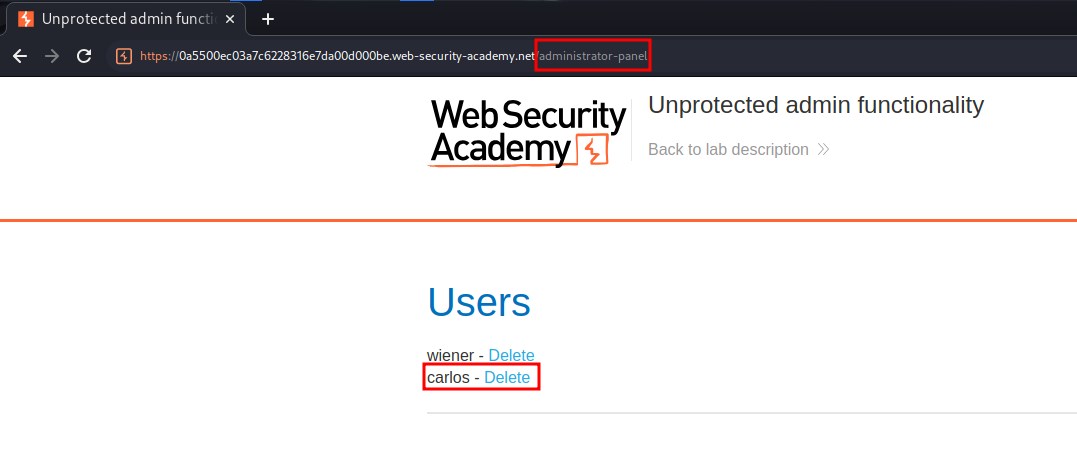 Unprotected admin functi
https://0a5500ec03a7c6228316e7da00d000be.web-security-academy.net/administrator-panel
Web Security
Academy
Unprotected admin functionality
Back to lab description
Users
wiener - Delete
carlos - Delete